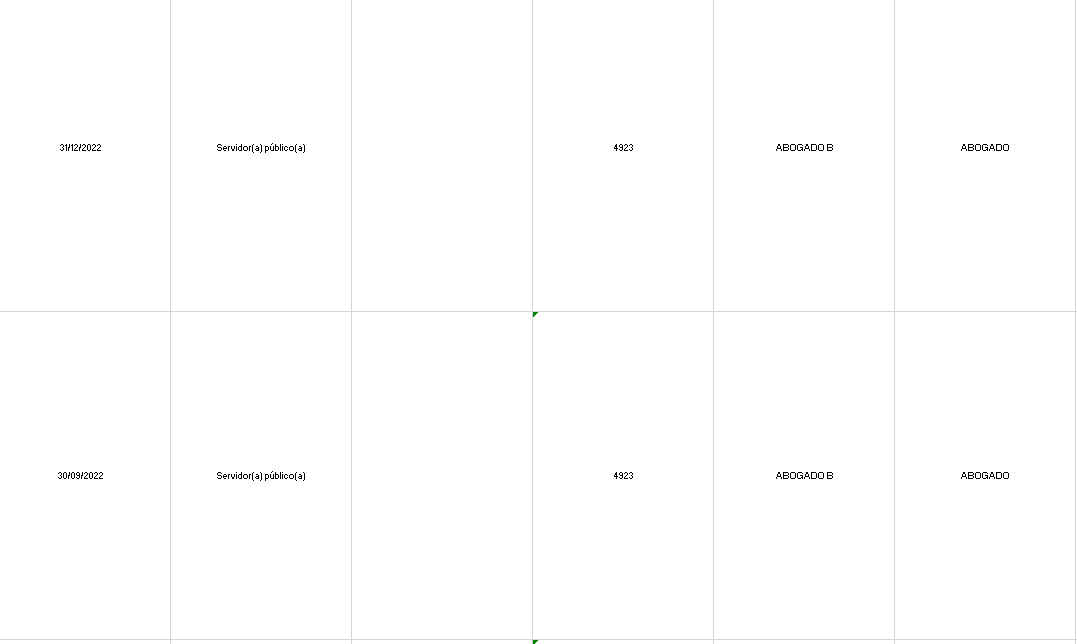 31/12/2022 Servidor(a) público(a) 4923 ABOGADO B ABOGADO
30/09/2022 Servidor(a) público(a) 4923 ABOGADO B ABOGADO